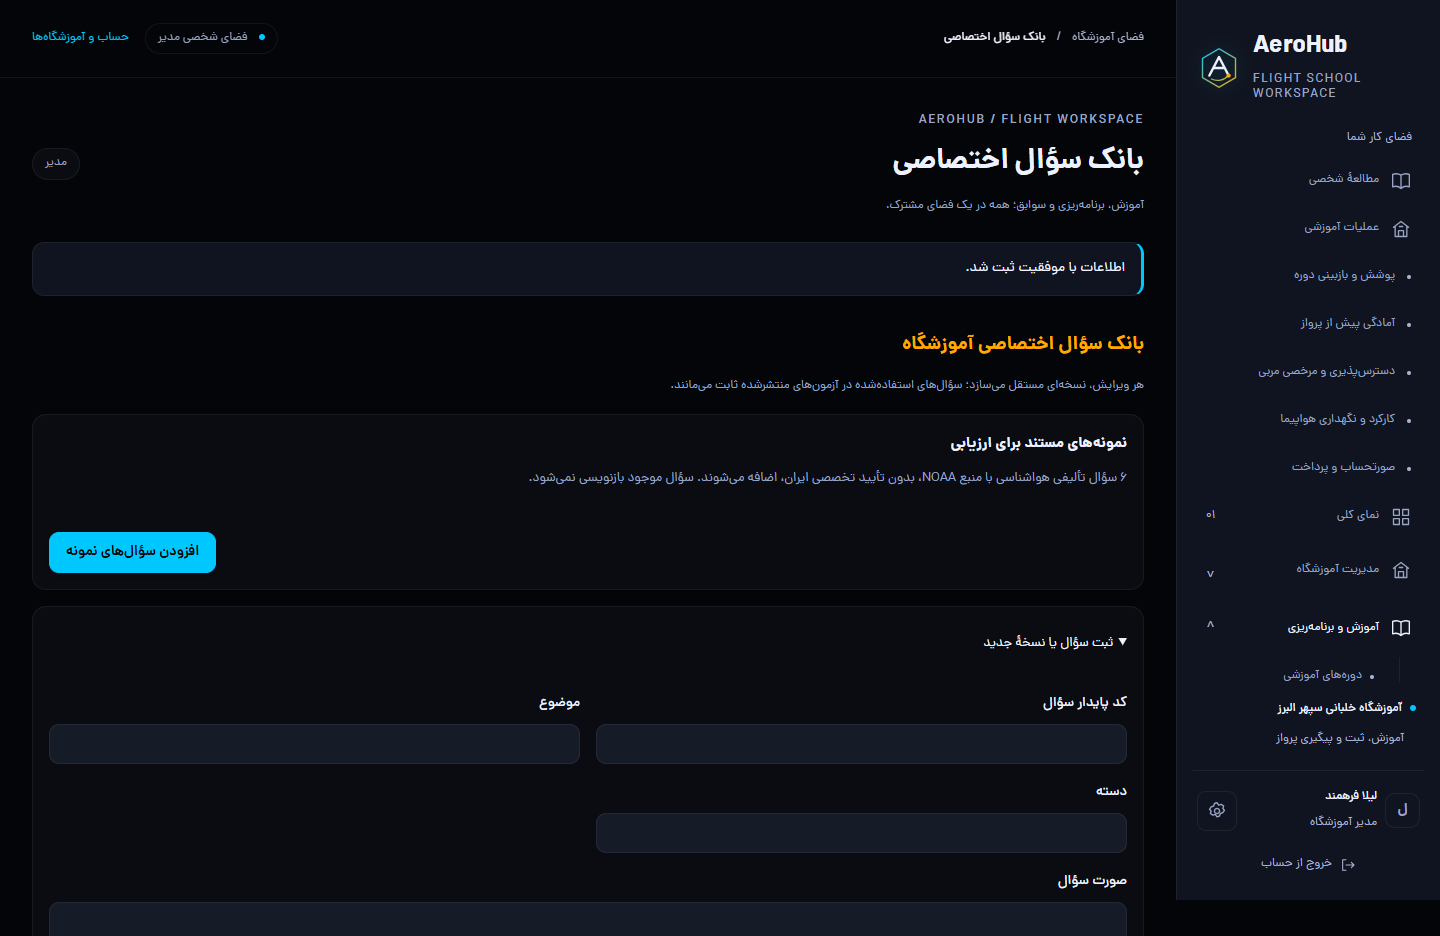 AeroHub
FLIGHT SCHOOL
WORKSPACE
فضای کار شما
مطالعهٔ شخصی
عملیات آموزشی
پوشش و بازبینی دوره
آمادگی پیش از پرواز
دسترس‌پذیری و مرخصی مربی
کارکرد و نگهداری هواپیما
صورتحساب و پرداخت
نمای کلی ۰۱
مدیریت آموزشگاه
آموزش و برنامه‌ریزی
دوره‌های آموزشی
آموزشگاه خلبانی سپهر البرز
آموزش، ثبت و پیگیری پرواز
ل
لیلا فرهمند
مدیر آموزشگاه
خروج از حساب
فضای آموزشگاه / بانک سؤال اختصاصی
فضای شخصی مدیر
حساب و آموزشگاه‌ها
AEROHUB / FLIGHT WORKSPACE
بانک سؤال اختصاصی
مدیر
آموزش، برنامه‌ریزی و سوابق؛ همه در یک فضای مشترک.
اطلاعات با موفقیت ثبت شد.
بانک سؤال اختصاصی آموزشگاه
هر ویرایش، نسخه‌ای مستقل می‌سازد؛ سؤال‌های استفاده‌شده در آزمون‌های منتشرشده ثابت می‌مانند.
نمونه‌های مستند برای ارزیابی
۶ سؤال تألیفی هواشناسی با منبع NOAA، بدون تأیید تخصصی ایران، اضافه می‌شوند. سؤال موجود بازنویسی نمی‌شود.
افزودن سؤال‌های نمونه
ثبت سؤال یا نسخهٔ جدید
کد پایدار سؤال
موضوع
دسته
صورت سؤال